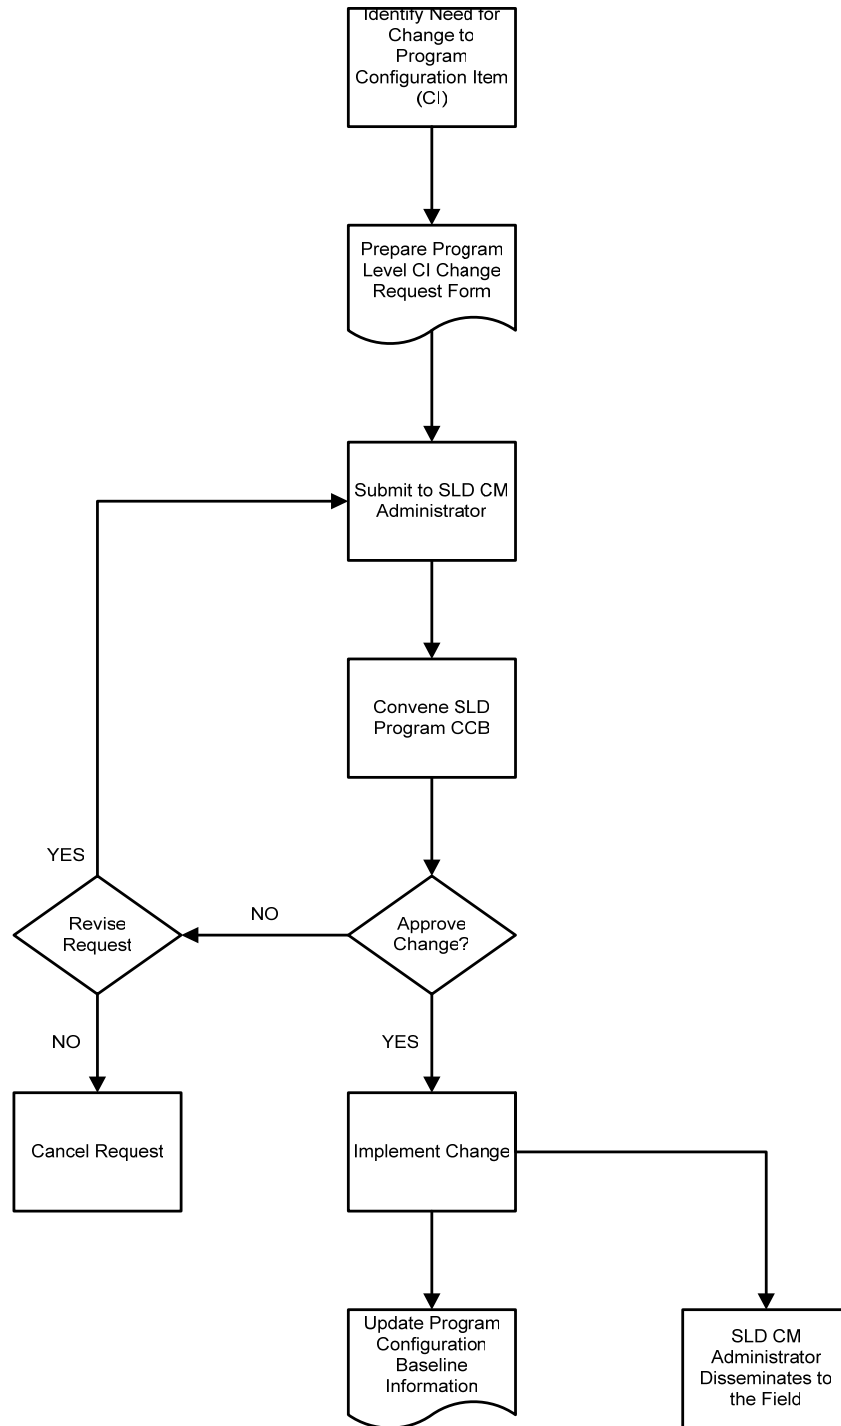 Identify Need for
Change to
Program
Configuration Item
(CI)
Prepare Program
Level CI Change
Request Form
Submit to SLD CM
Administrator
Convene SLD
Program CCB
YES
Revise
Request
NO
Approve
Change?
NO
YES
Cancel Request
Implement Change
Update Program
Configuration
Baseline
Information
SLD CM
Administrator
Disseminates to
the Field